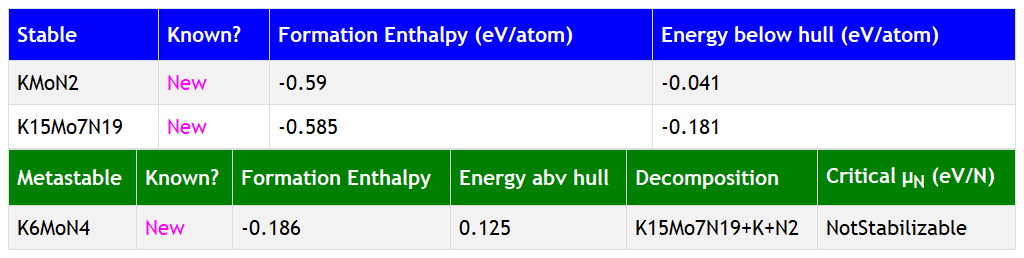 Stable Known? Formation Enthalpy (eV/atom) Energy below hull (eV/atom)
KMoN2 New -0.59 -0.041
K15Mo7N19 New -0.585 -0.181
Metastable Known? Formation Enthalpy Energy abv hull Decomposition Critical μN (eV/N)
K6MoN4 New -0.186 0.125 K15Mo7N19+K+N2 NotStabilizable